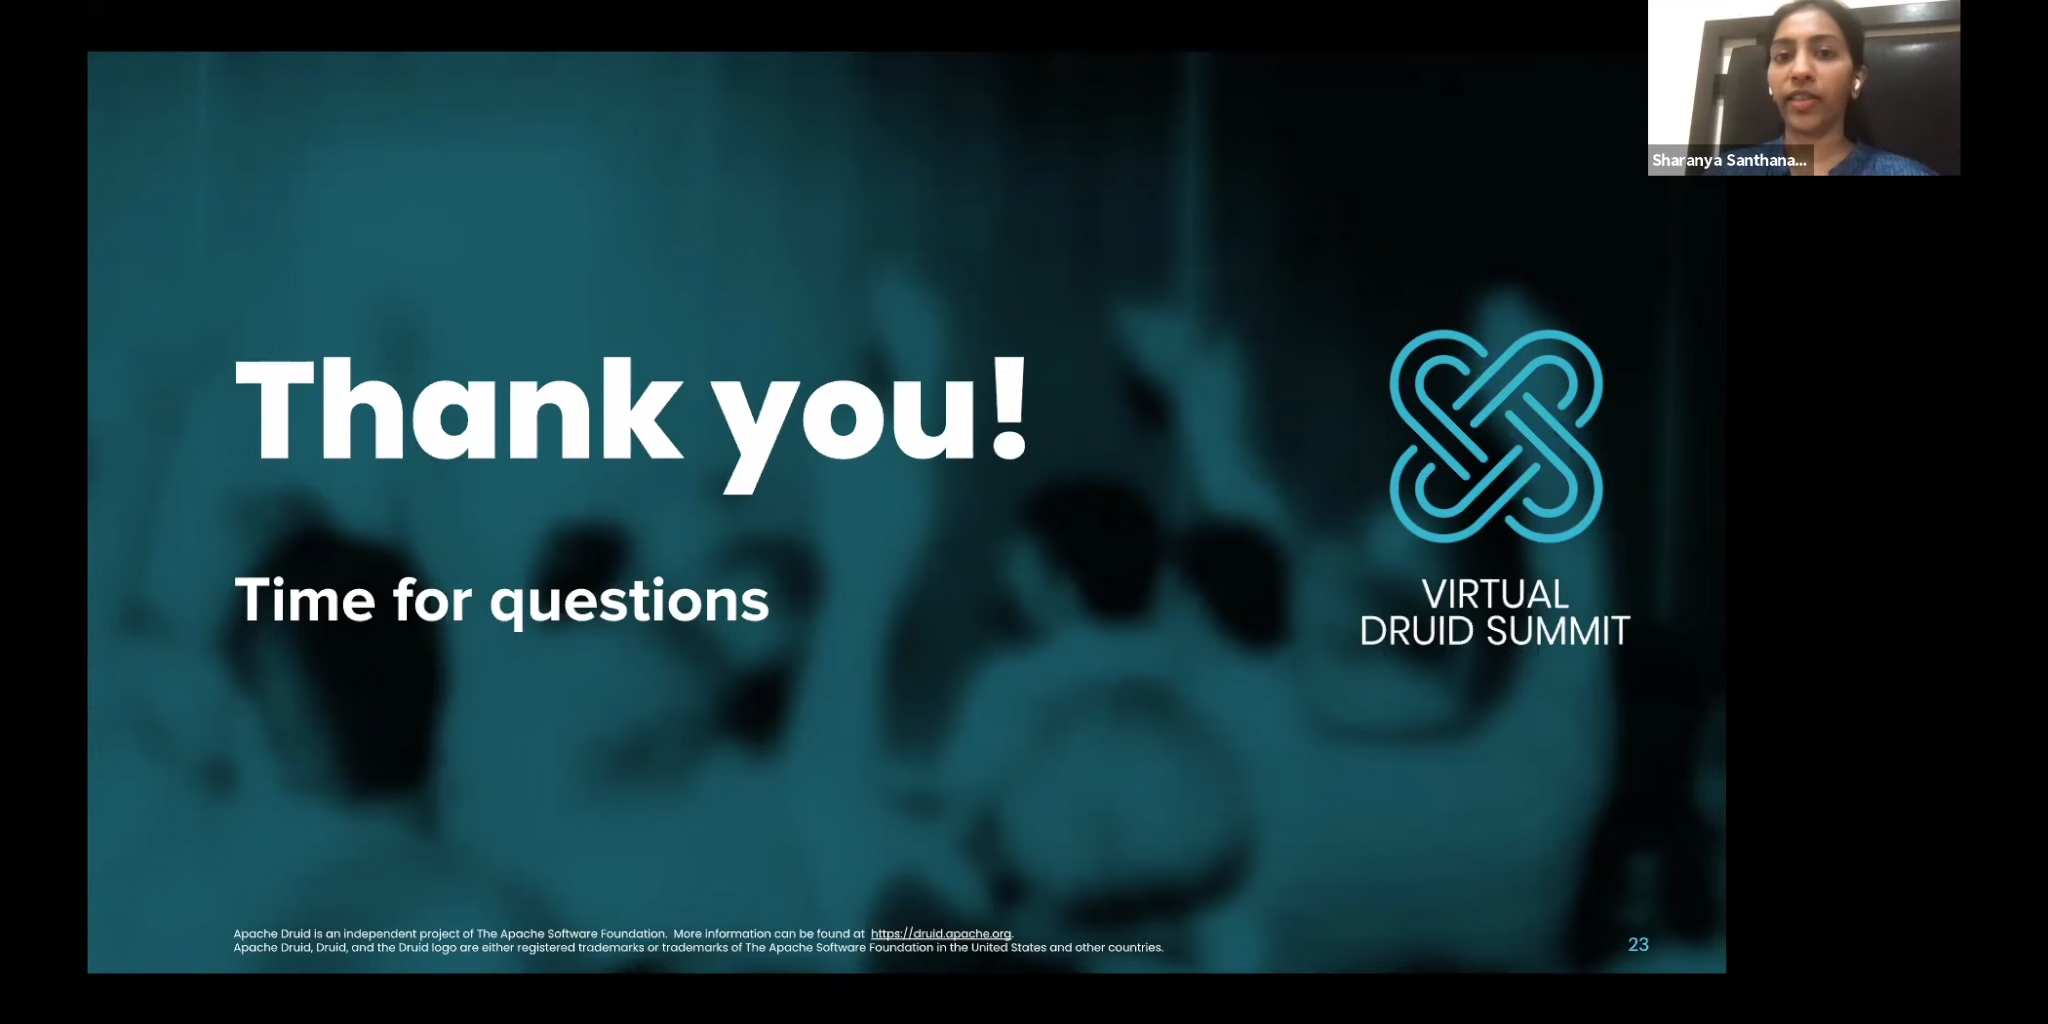 Sharanya Santhana...
Thank you!
Time for questions
VIRTUAL
DRUID SUMMIT
Apache Druid is an independent project of The Apache Software Foundation. More information can be found at https://druid.apache.org.
Apache Druid, Druid, and the Druid logo are either registered trademarks or trademarks of The Apache Software Foundation in the United States and other countries.
23